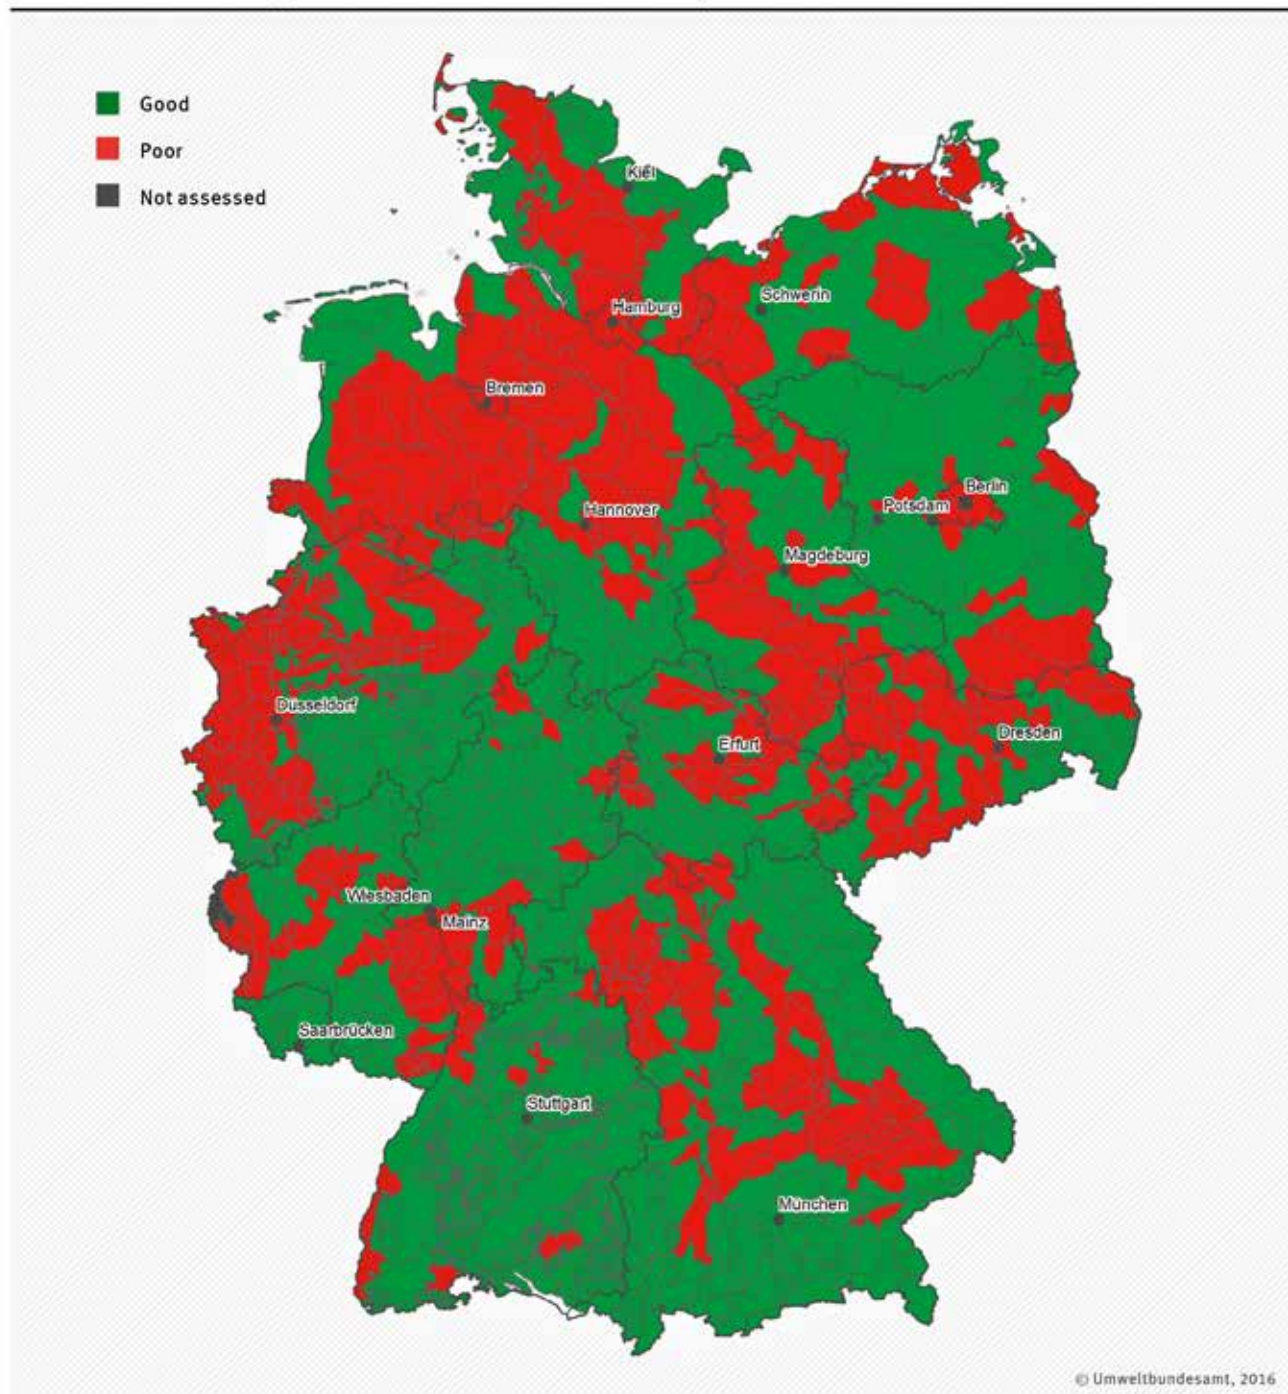 Good
Poor
Not assessed
Kiel
Schwerin
Hamburg
Bremen
Berlin
Potsdam
Hannover
Magdeburg
Düsseldorf
Dresden
Erfurt
Wiesbaden
Mainz
Saarbrücken
Stuttgart
München
© Umweltbundesamt, 2016